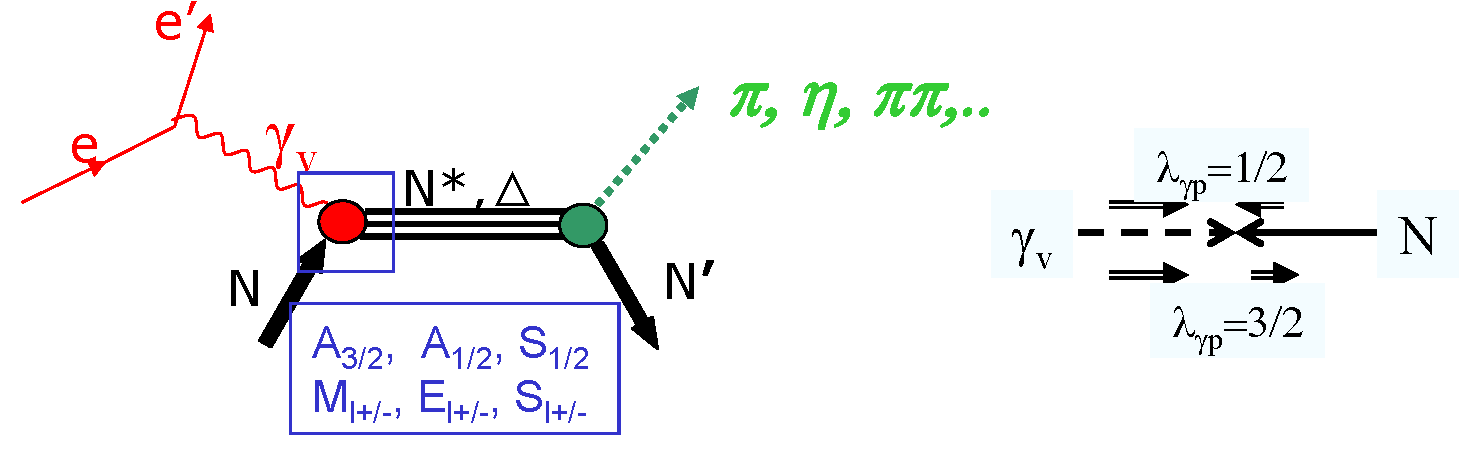 e′
e
γv
π, η, ππ,..
N*,△
N
N′
A3/2, A1/2, S1/2
Ml+/-, El+/-, Sl+/-
λγp=1/2
γv
N
λγp=3/2